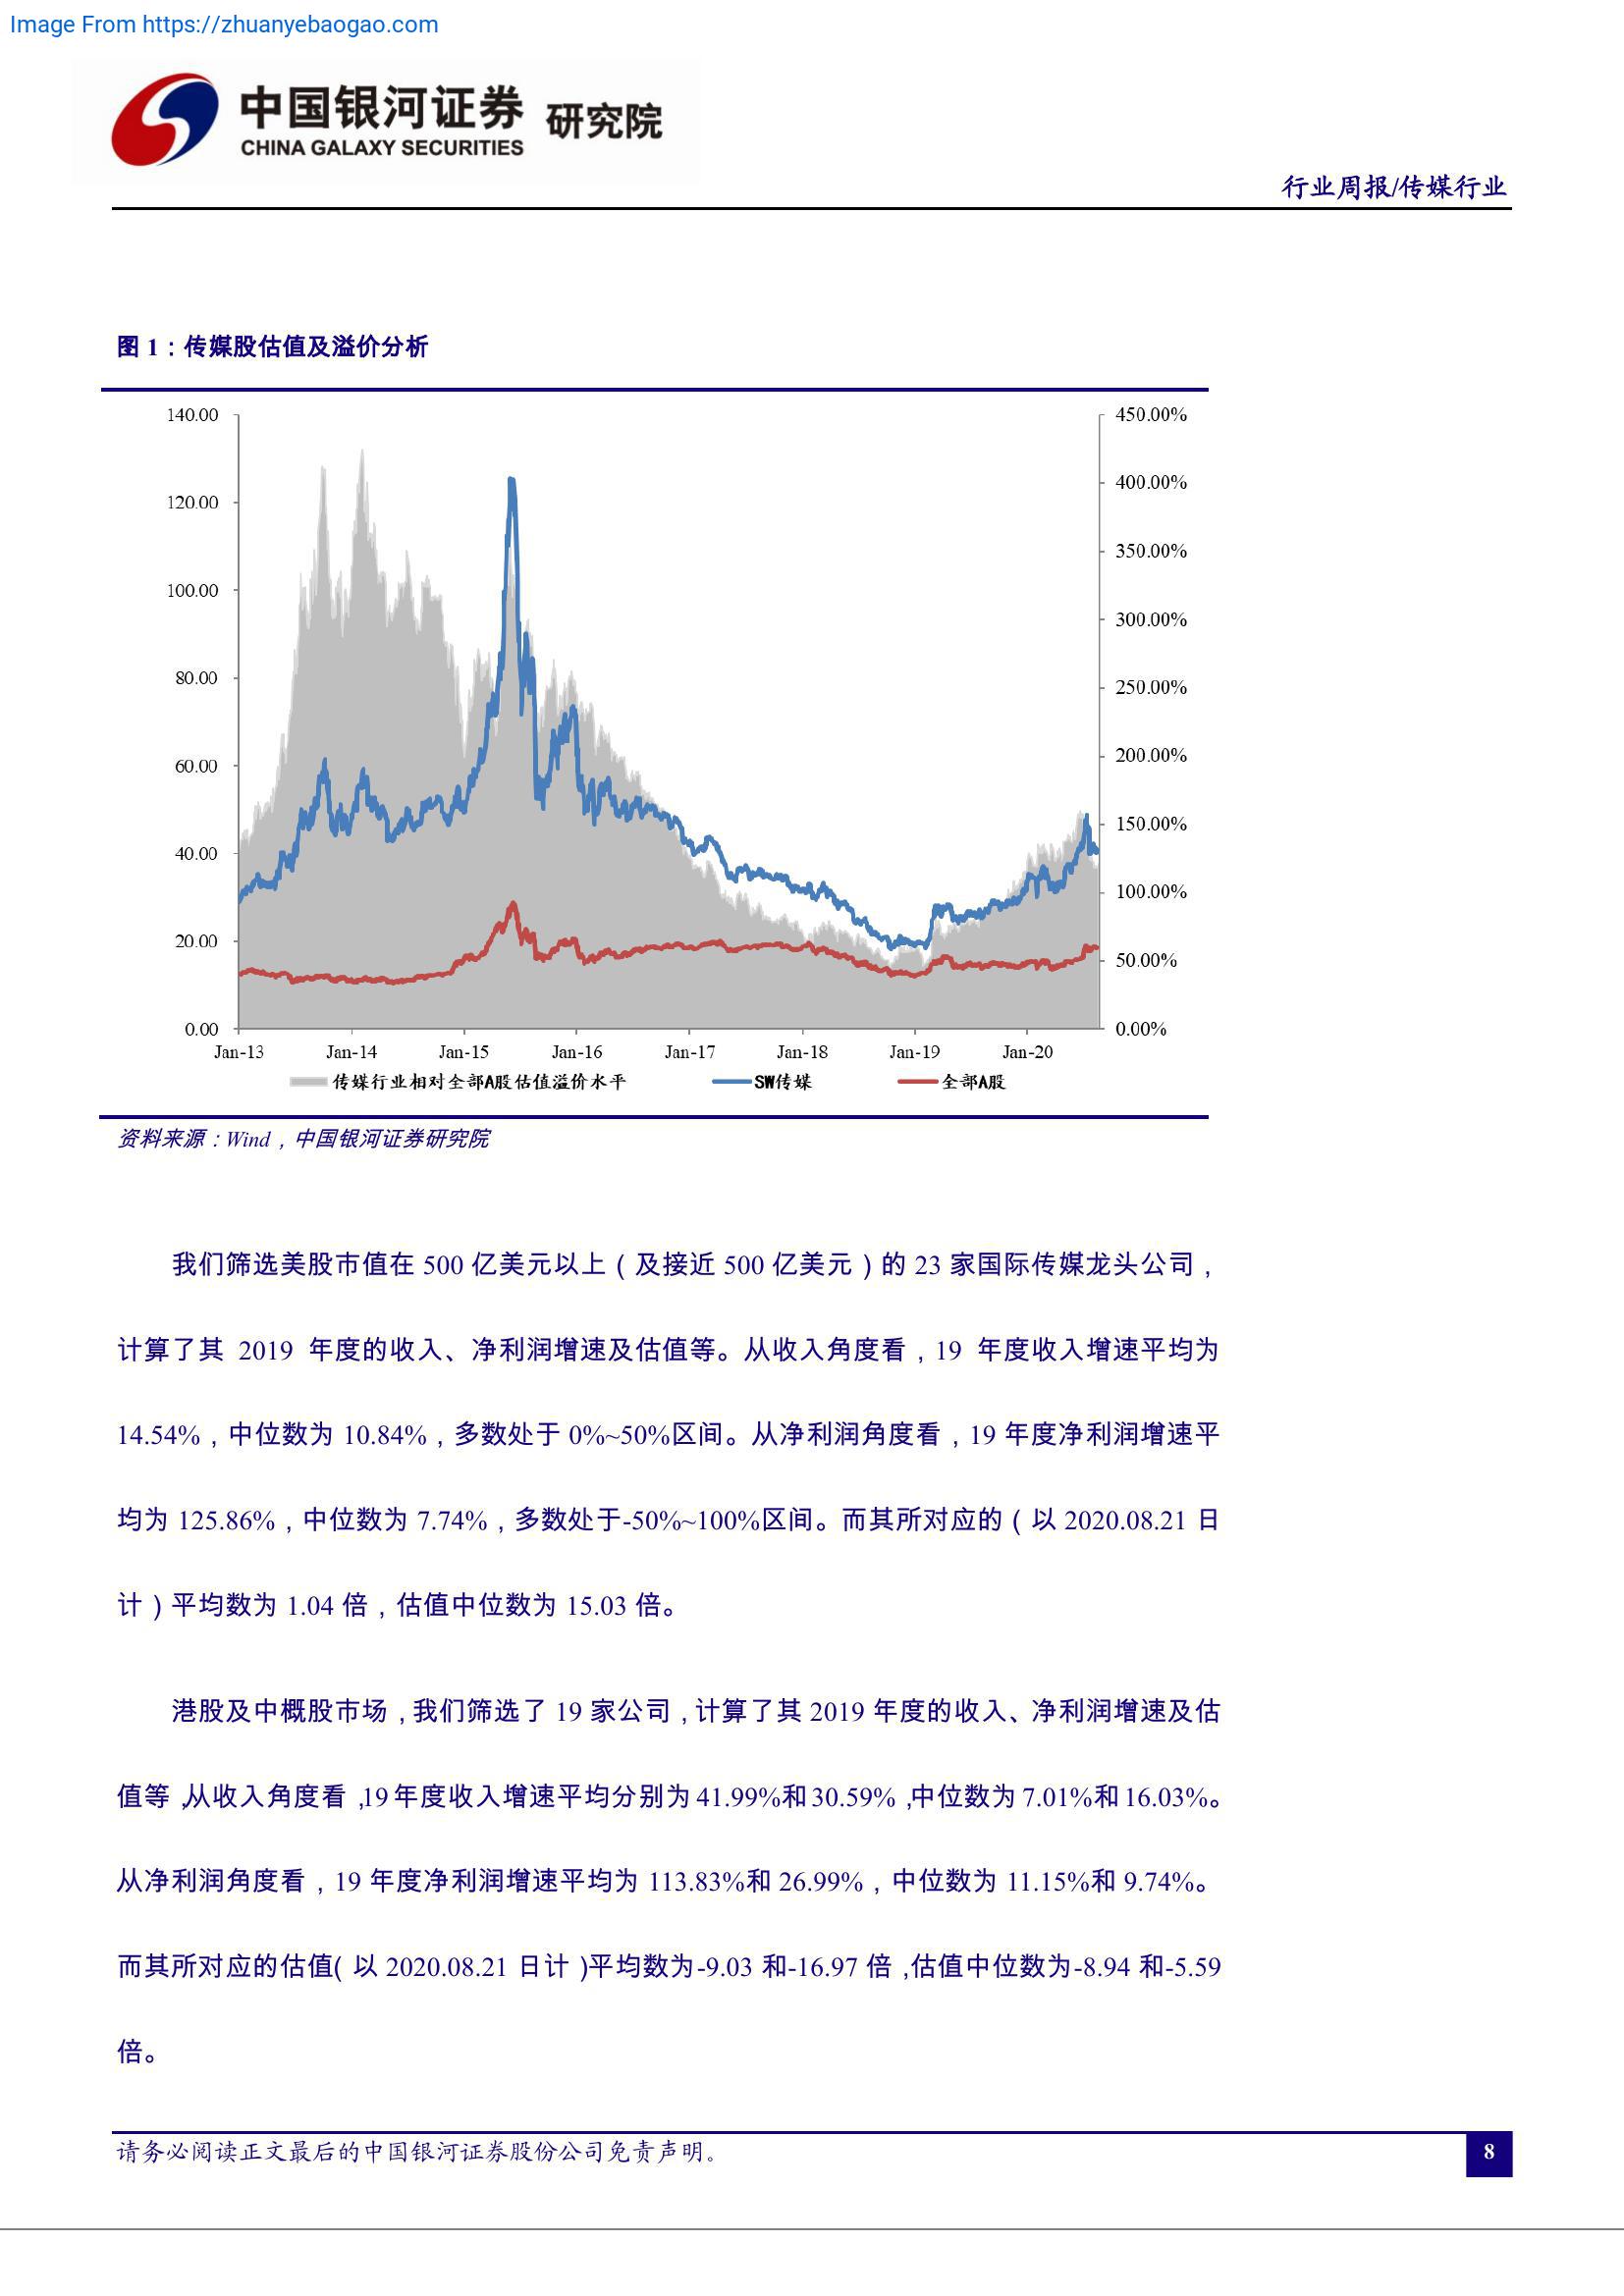 Image From https://zhuanyebaogao.com
中国银河证券 研究院
CHINA GALAXY SECURITIES
行业周报/传媒行业
图 1：传媒股估值及溢价分析
140.00 450.00%
400.00%
120.00
350.00%
100.00
300.00%
80.00
250.00%
200.00%
60.00
150.00%
40.00
100.00%
20.00
50.00%
0.00 0.00%
Jan-13 Jan-14 Jan-15 Jan-16 Jan-17 Jan-18 Jan-19 Jan-20
传媒行业相对全部A股估值溢价水平 SW传媒 全部A股
资料来源：Wind，中国银河证券研究院
我们筛选美股市值在 500 亿美元以上（及接近 500 亿美元）的 23 家国际传媒龙头公司，
计算了其 2019 年度的收入、净利润增速及估值等。从收入角度看，19 年度收入增速平均为
14.54%，中位数为 10.84%，多数处于 0%~50%区间。从净利润角度看，19 年度净利润增速平
均为 125.86%，中位数为 7.74%，多数处于-50%~100%区间。而其所对应的（以 2020.08.21 日
计）平均数为 1.04 倍，估值中位数为 15.03 倍。
港股及中概股市场，我们筛选了 19 家公司，计算了其 2019 年度的收入、净利润增速及估
值等，从收入角度看，19 年度收入增速平均分别为 41.99%和 30.59%，中位数为 7.01%和 16.03%。
从净利润角度看，19 年度净利润增速平均为 113.83%和 26.99%，中位数为 11.15%和 9.74%。
而其所对应的估值（以 2020.08.21 日计）平均数为-9.03 和-16.97 倍，估值中位数为-8.94 和-5.59
倍。
请务必阅读正文最后的中国银河证券股份公司免责声明。
8